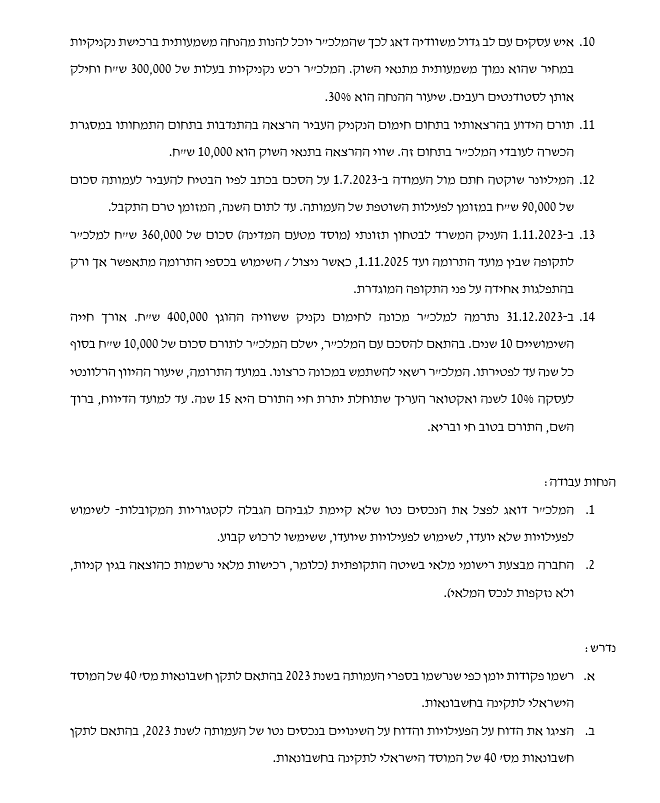 10. איש עסקים עם לב גדול משוודיה דאג לכך שהמלכ״ר יוכל להנות מהנחה משמעותית ברכישת נקניקיות
במחיר שהוא נמוך משמעותית מתנאי השוק. המלכ״ר רכש נקניקיות בעלות של 300,000 ש״ח וחילק
אותן לסטודנטים רעבים. שיעור ההנחה הוא 30%.
11. תורם הידוע בהרצאותיו בתחום חימום הנקניק העביר הרצאה בהתנדבות בתחום התמחותו במסגרת
הכשרה לעובדי המלכ״ר בתחום זה. שווי ההרצאה בתנאי השוק הוא 10,000 ש״ח.
12. המיליונר שוקטה חתם מול העמודה ב-1.7.2023 על הסכם בכתב לפיו הבטיח להעביר לעמותה סכום
של 90,000 ש״ח במזומן לפעילות השוטפת של העמותה. עד לתום השנה, המזומן טרם התקבל.
13. ב-1.11.2023 העניק המשרד לבטחון תזונתי (מוסד מטעם המדינה) סכום של 360,000 ש״ח למלכ״ר
לתקופה שבין מועד התרומה ועד 1.11.2025, כאשר ניצול / השימוש בכספי התרומה מתאפשר אך ורק
בהתפלגות אחידה על פני התקופה המוגדרת.
14. ב-31.12.2023 נתרמה למלכ״ר מכונה לחימום נקניק ששוויה ההוגן 400,000 ש״ח. אורך חייה
השימושיים 10 שנים. בהתאם להסכם עם המלכ״ר, ישלם המלכ״ר לתורם סכום של 10,000 ש״ח בסוף
כל שנה עד לפטירתו. המלכ״ר רשאי להשתמש במכונה כרצונו. במועד התרומה, שיעור ההיוון הרלוונטי
לעסקה 10% לשנה ואקטואר העריך שתוחלת יתרת חיי התורם היא 15 שנה. עד למועד הדיווח, ברוך
השם, התורם בטוב חי ובריא.
הנחות עבודה:
1. המלכ״ר דואג לפצל את הנכסים נטו שלא קיימת לגביהם הגבלה לקטגוריות המקובלות- לשימוש
לפעילויות שלא יועדו, לשימוש לפעילויות שיועדו, ששימשו לרכוש קבוע.
2. החברה מבצעת רישומי מלאי בשיטה התקופתית (כלומר, רכישות מלאי נרשמות כהוצאה בגין קניות,
ולא נזקפות לנכס המלאי).
נדרש:
א. רשמו פקודות יומן כפי שנרשמו בספרי העמותה בשנת 2023 בהתאם לתקן חשבונאות מס׳ 40 של המוסד
הישראלי לתקינה בחשבונאות.
ב. הציגו את הדוח על הפעילויות והדוח על השינויים בנכסים נטו של העמותה לשנת 2023, בהתאם לתקן
חשבונאות מס׳ 40 של המוסד הישראלי לתקינה בחשבונאות.